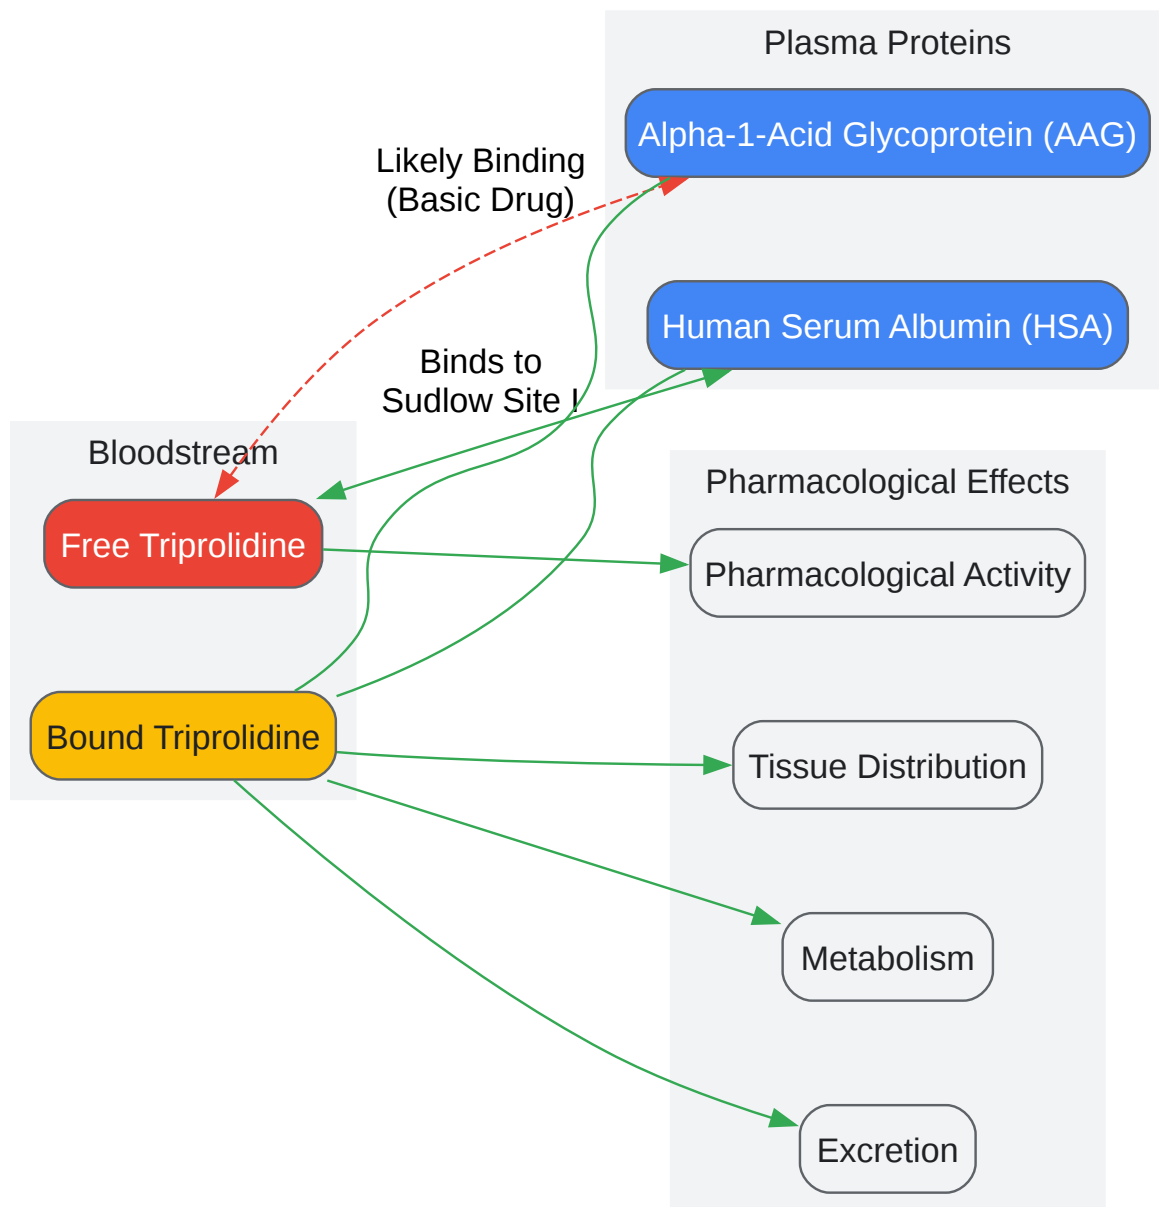 Plasma Proteins
Alpha-1-Acid Glycoprotein (AAG)
Likely Binding
(Basic Drug)
Human Serum Albumin (HSA)
Binds to
Sudlow Site I
Bloodstream
Free Triprolidine
Bound Triprolidine
Pharmacological Effects
Pharmacological Activity
Tissue Distribution
Metabolism
Excretion